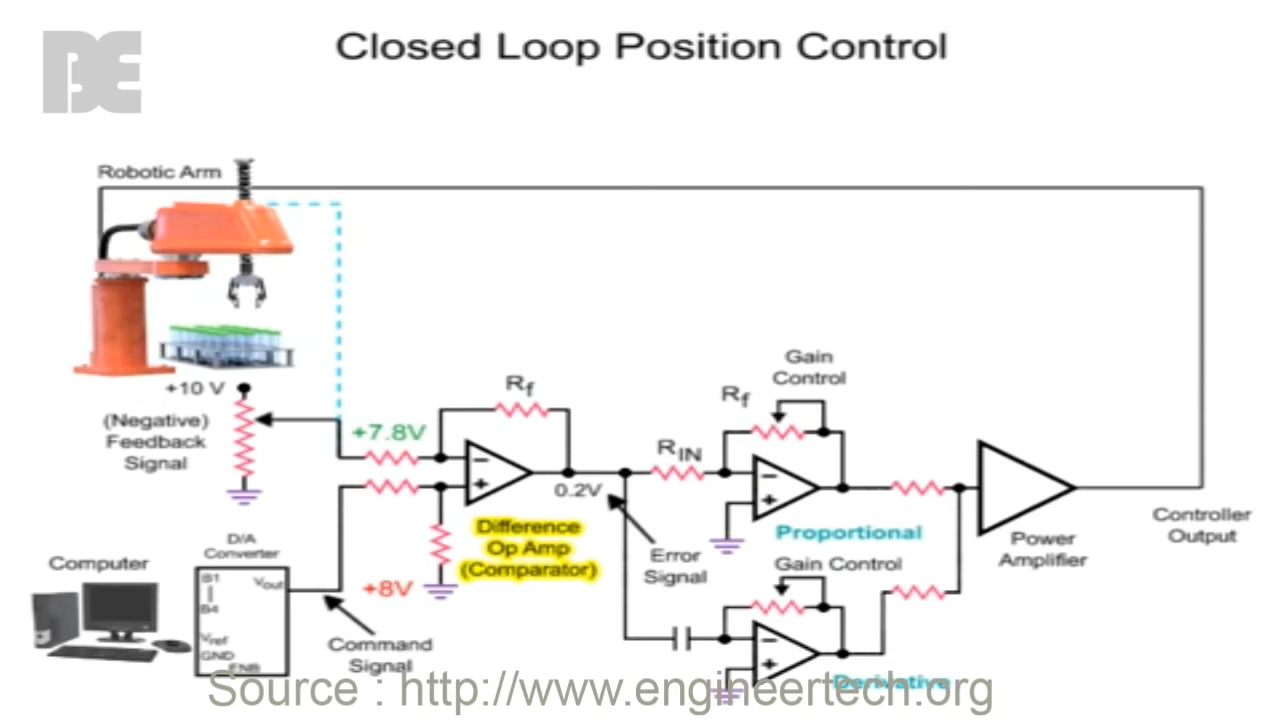 BE
Closed Loop Position Control
Robotic Arm
+10 V
(Negative)
Feedback
Signal
+7.8V
Rf
0.2V
Difference
Op Amp
(Comparator)
+8V
Error
Signal
RIN
Rf
Gain
Control
Proportional
Gain Control
Derivative
Power
Amplifier
Controller
Output
Computer
D/A
Converter
B1
B4
Vout
Vref
GND
ENB
Command
Signal
−
+
−
+
−
+
Source : http://www.engineertech.org